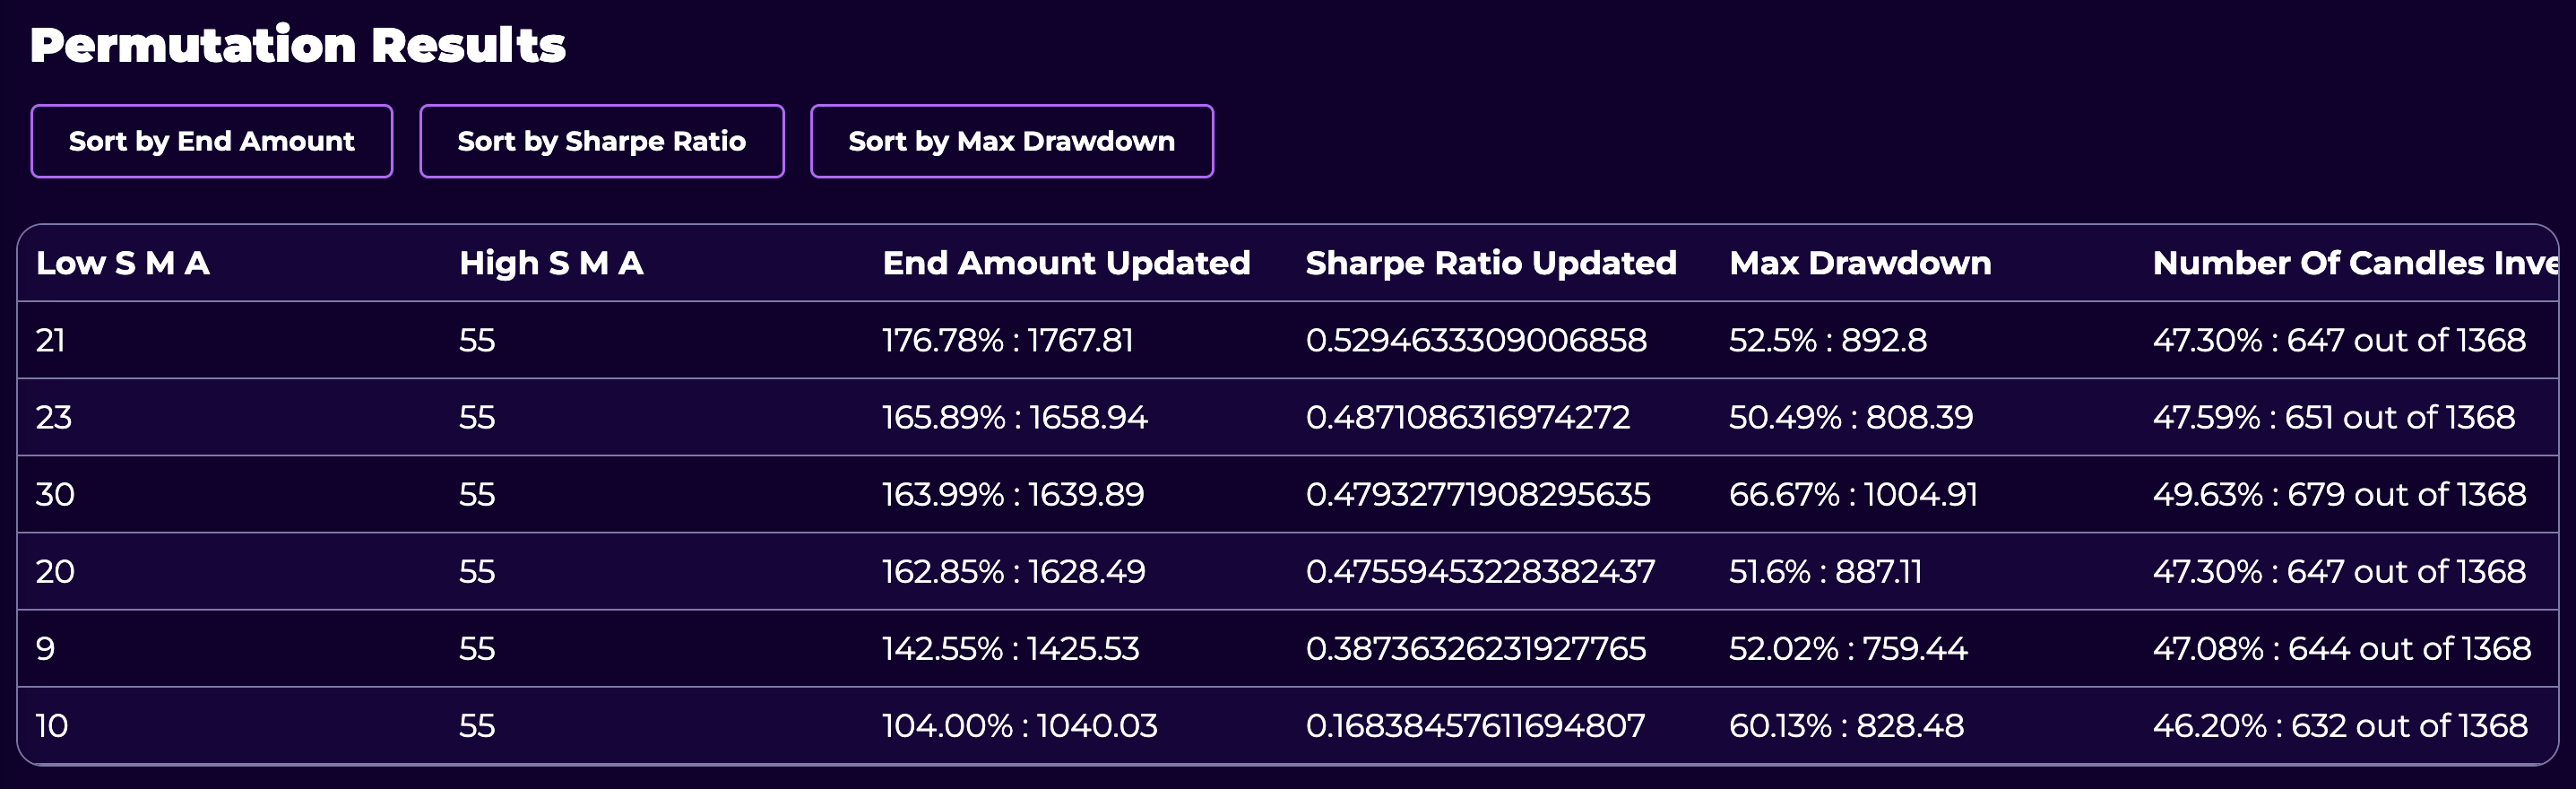 Permutation Results
Sort by End Amount Sort by Sharpe Ratio Sort by Max Drawdown
Low S M A High S M A End Amount Updated Sharpe Ratio Updated Max Drawdown Number Of Candles Inve
21 55 176.78% : 1767.81 0.5294633309006858 52.5% : 892.8 47.30% : 647 out of 1368
23 55 165.89% : 1658.94 0.4871086316974272 50.49% : 808.39 47.59% : 651 out of 1368
30 55 163.99% : 1639.89 0.47932771908295635 66.67% : 1004.91 49.63% : 679 out of 1368
20 55 162.85% : 1628.49 0.47559453228382437 51.6% : 887.11 47.30% : 647 out of 1368
9 55 142.55% : 1425.53 0.38736326231927765 52.02% : 759.44 47.08% : 644 out of 1368
10 55 104.00% : 1040.03 0.16838457611694807 60.13% : 828.48 46.20% : 632 out of 1368